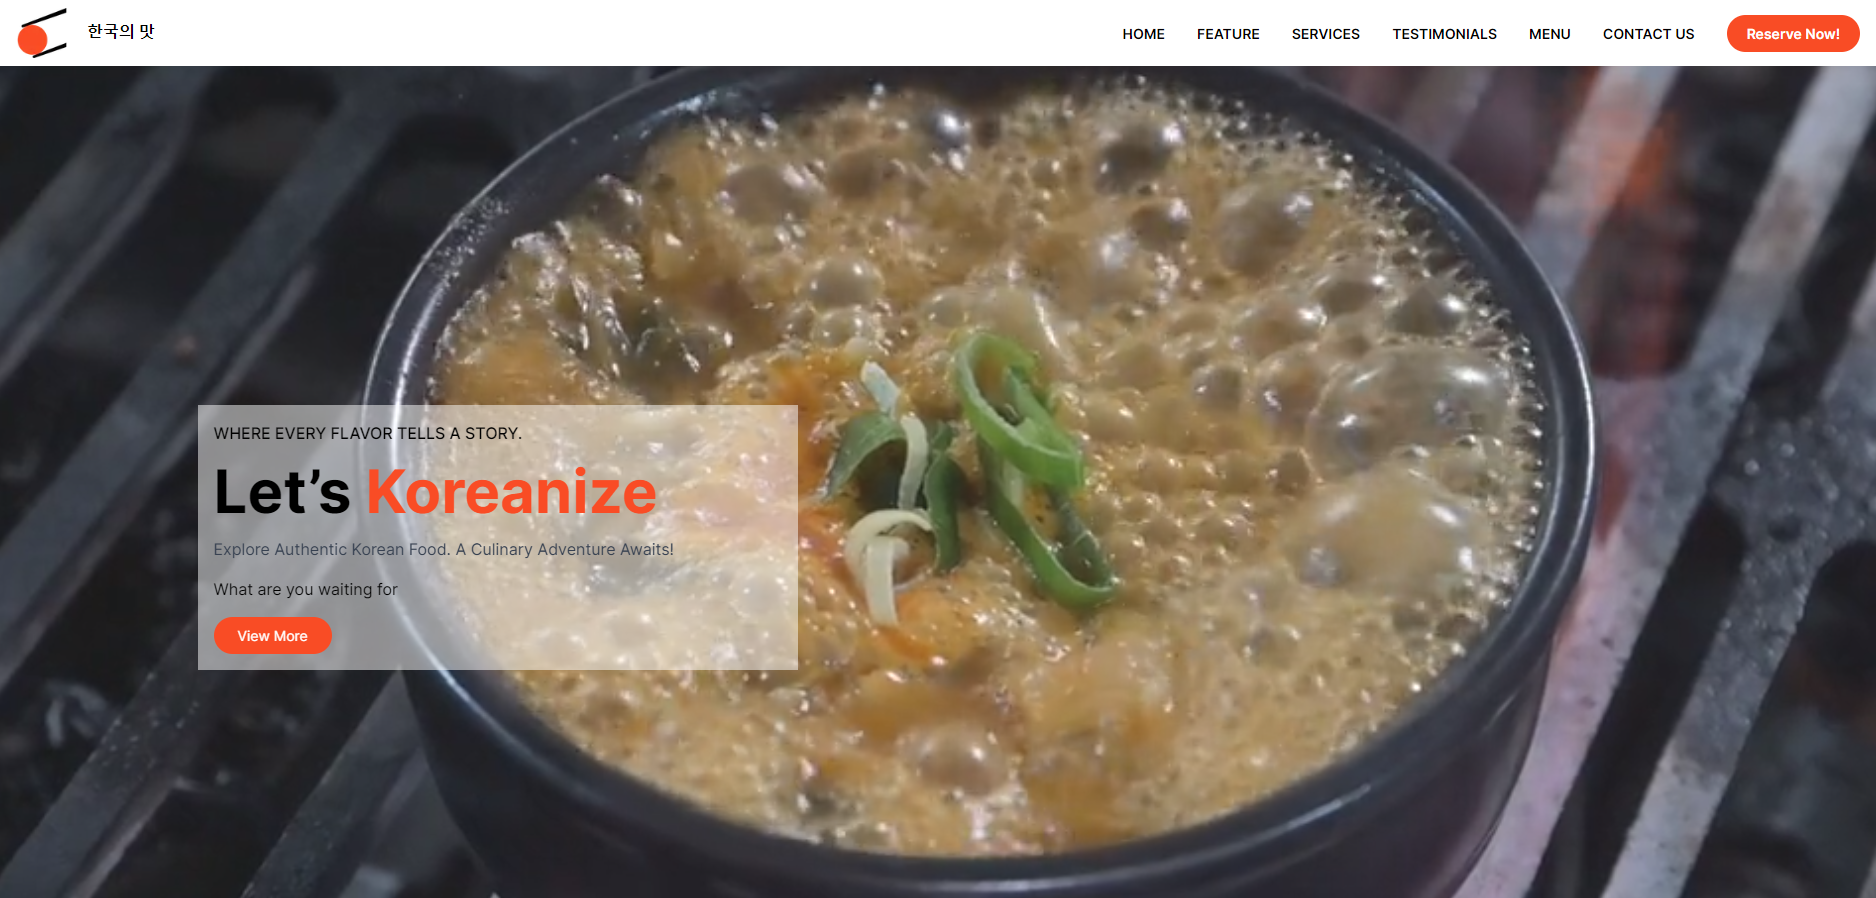 한국의 맛
HOME FEATURE SERVICES TESTIMONIALS MENU CONTACT US Reserve Now!
WHERE EVERY FLAVOR TELLS A STORY.
Let’s Koreanize
Explore Authentic Korean Food. A Culinary Adventure Awaits!
What are you waiting for
View More